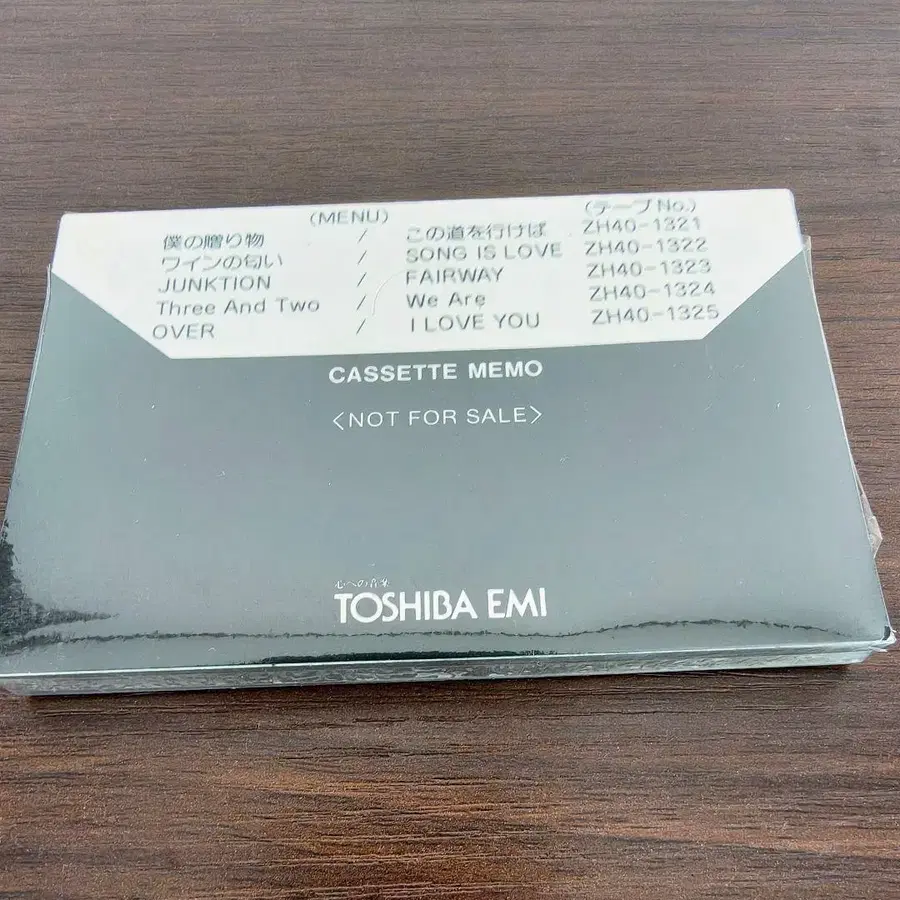 (MENU) (テープNo.)
僕の贈り物 / この道を行けば ZH40-1321
ワインの匂い / SONG IS LOVE ZH40-1322
JUNKTION / FAIRWAY ZH40-1323
Three And Two / We Are ZH40-1324
OVER / I LOVE YOU ZH40-1325
CASSETTE MEMO
<NOT FOR SALE>
心への音楽
TOSHIBA EMI